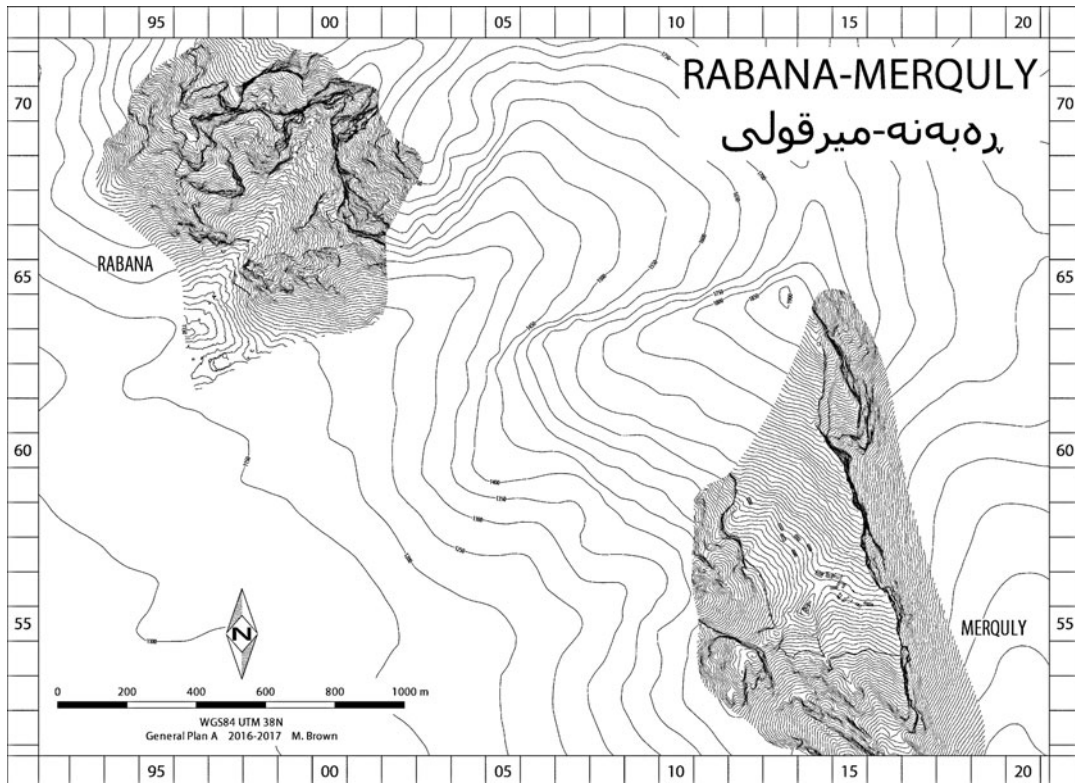 95 00 05 10 15 20
RABANA-MERQULY
ڕەبەنە-میرقولی
70 70
RABANA
65 65
60 60
55 55
MERQULY
N
0 200 400 600 800 1000 m
WGS84 UTM 38N
General Plan A 2016-2017 M. Brown
95 00 05 10 15 20